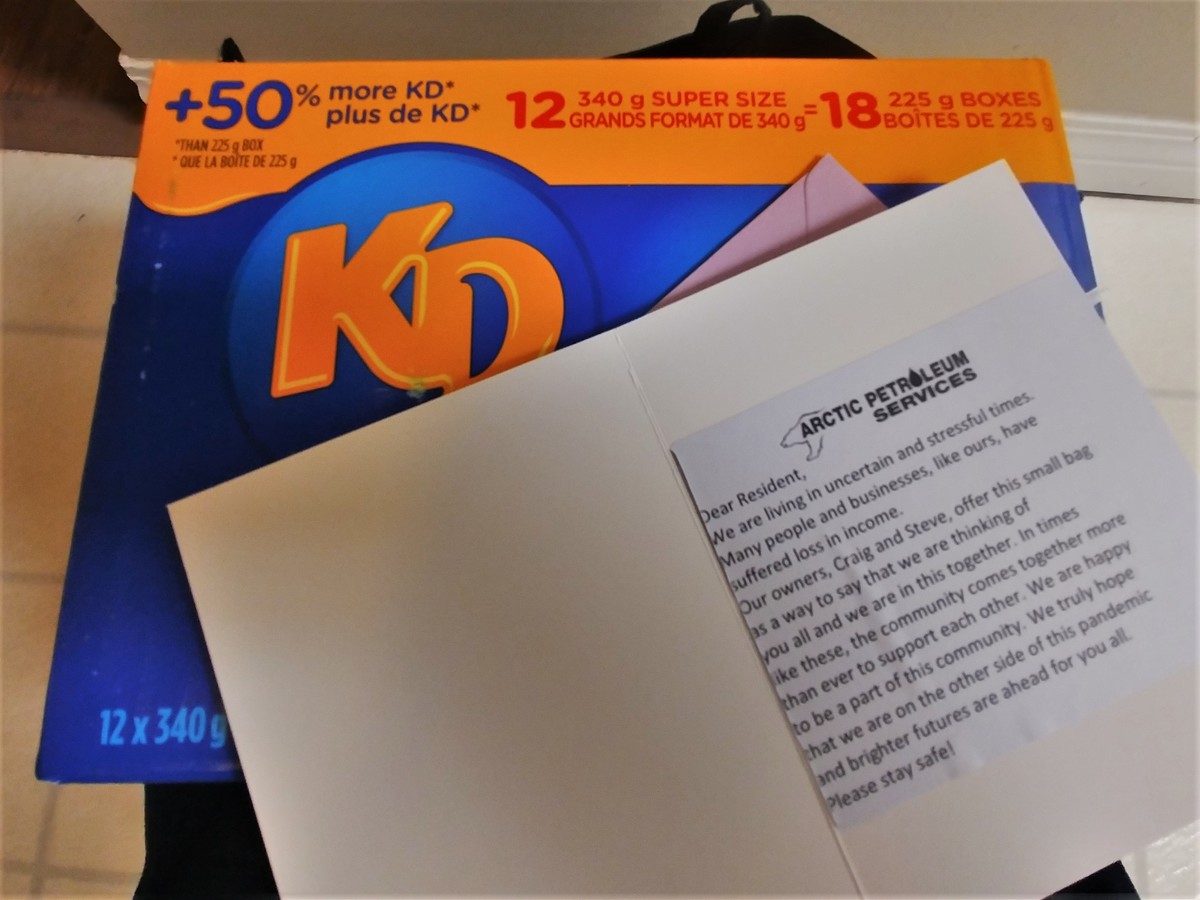 +50% more KD*
plus de KD*
*THAN 225 g BOX
* QUE LA BOÎTE DE 225 g
12 340 g SUPER SIZE = 18 225 g BOXES
GRANDS FORMAT DE 340 g BOÎTES DE 225 g
KD
12 x 340 g
ARCTIC PETROLEUM
SERVICES
Dear Resident,
We are living in uncertain and stressful times.
Many people and businesses, like ours, have
suffered loss in income.
Our owners, Craig and Steve, offer this small bag
as a way to say that we are thinking of
you all and we are in this together. In times
like these, the community comes together more
than ever to support each other. We are happy
to be a part of this community. We truly hope
that we are on the other side of this pandemic
and brighter futures are ahead for you all.
Please stay safe!